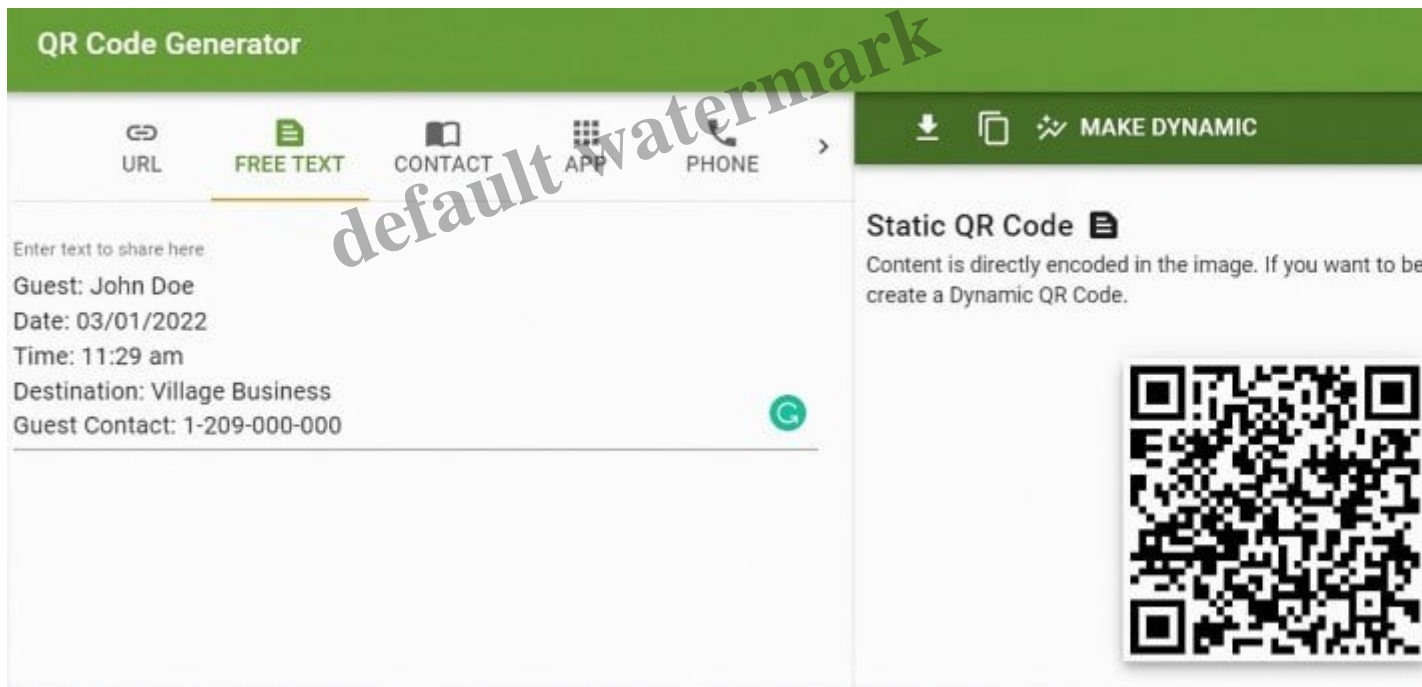 QR Code Generator
URL
FREE TEXT
CONTACT
APP
PHONE
Enter text to share here
Guest: John Doe
Date: 03/01/2022
Time: 11:29 am
Destination: Village Business
Guest Contact: 1-209-000-000
MAKE DYNAMIC
Static QR Code
Content is directly encoded in the image. If you want to be
create a Dynamic QR Code.
default watermark